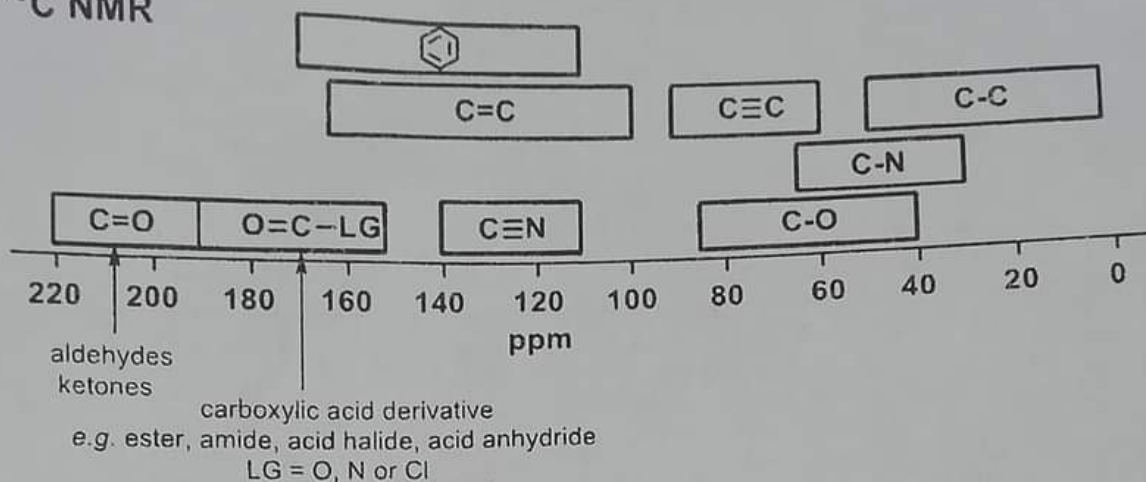 C NMR
C=C
C≡C
C-C
C-N
C=O
O=C-LG
C≡N
C-O
220 200 180 160 140 120 100 80 60 40 20 0
ppm
aldehydes
ketones
carboxylic acid derivative
e.g. ester, amide, acid halide, acid anhydride
LG = O, N or Cl